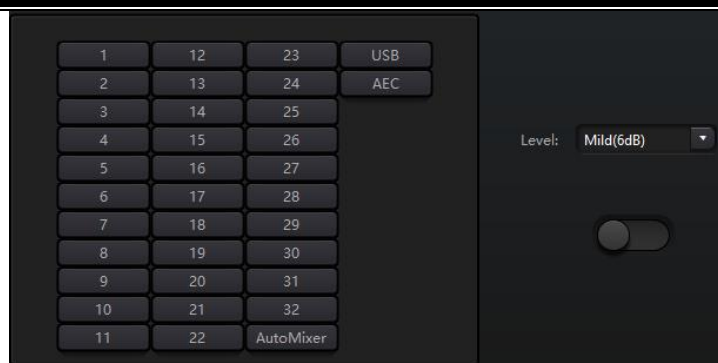 1 12 23 USB
2 13 24 AEC
3 14 25
4 15 26 Level: Mild(6dB)
5 16 27
6 17 28
7 18 29
8 19 30
9 20 31
10 21 32
11 22 AutoMixer